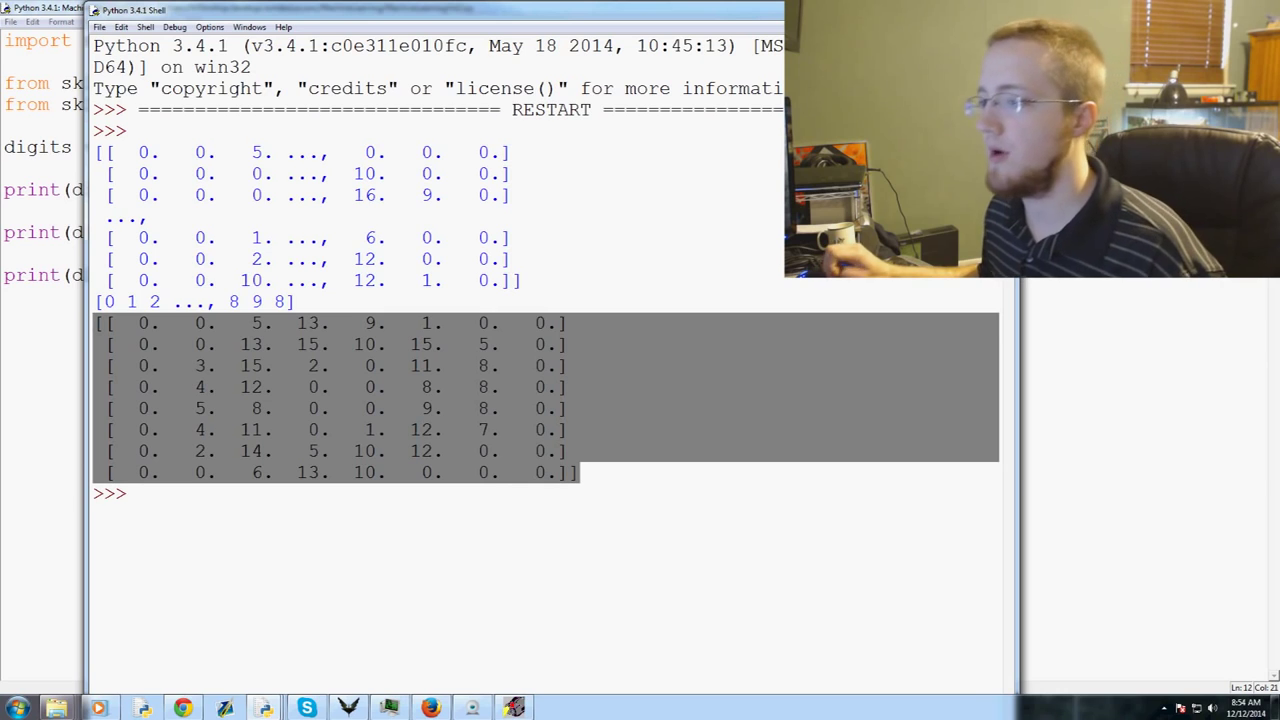 Python 3.4.1: Machi
Python 3.4.1 Shell
File Edit Format
File Edit Shell Debug Options Windows Help
import
from sk
from sk
digits
print(d
print(d
print(d
Python 3.4.1 (v3.4.1:c0e311e010fc, May 18 2014, 10:45:13) [MS
D64)] on win32
Type "copyright", "credits" or "license()" for more informati
>>> ================================ RESTART ================
>>>
[[ 0. 0. 5. ..., 0. 0. 0.]
[ 0. 0. 0. ..., 10. 0. 0.]
[ 0. 0. 0. ..., 16. 9. 0.]
...,
[ 0. 0. 1. ..., 6. 0. 0.]
[ 0. 0. 2. ..., 12. 0. 0.]
[ 0. 0. 10. ..., 12. 1. 0.]]
[0 1 2 ..., 8 9 8]
[[ 0. 0. 5. 13. 9. 1. 0. 0.]
[ 0. 0. 13. 15. 10. 15. 5. 0.]
[ 0. 3. 15. 2. 0. 11. 8. 0.]
[ 0. 4. 12. 0. 0. 8. 8. 0.]
[ 0. 5. 8. 0. 0. 9. 8. 0.]
[ 0. 4. 11. 0. 1. 12. 7. 0.]
[ 0. 2. 14. 5. 10. 12. 0. 0.]
[ 0. 0. 6. 13. 10. 0. 0. 0.]]
>>>
Ln: 12 Col: 21
8:54 AM
12/12/2014